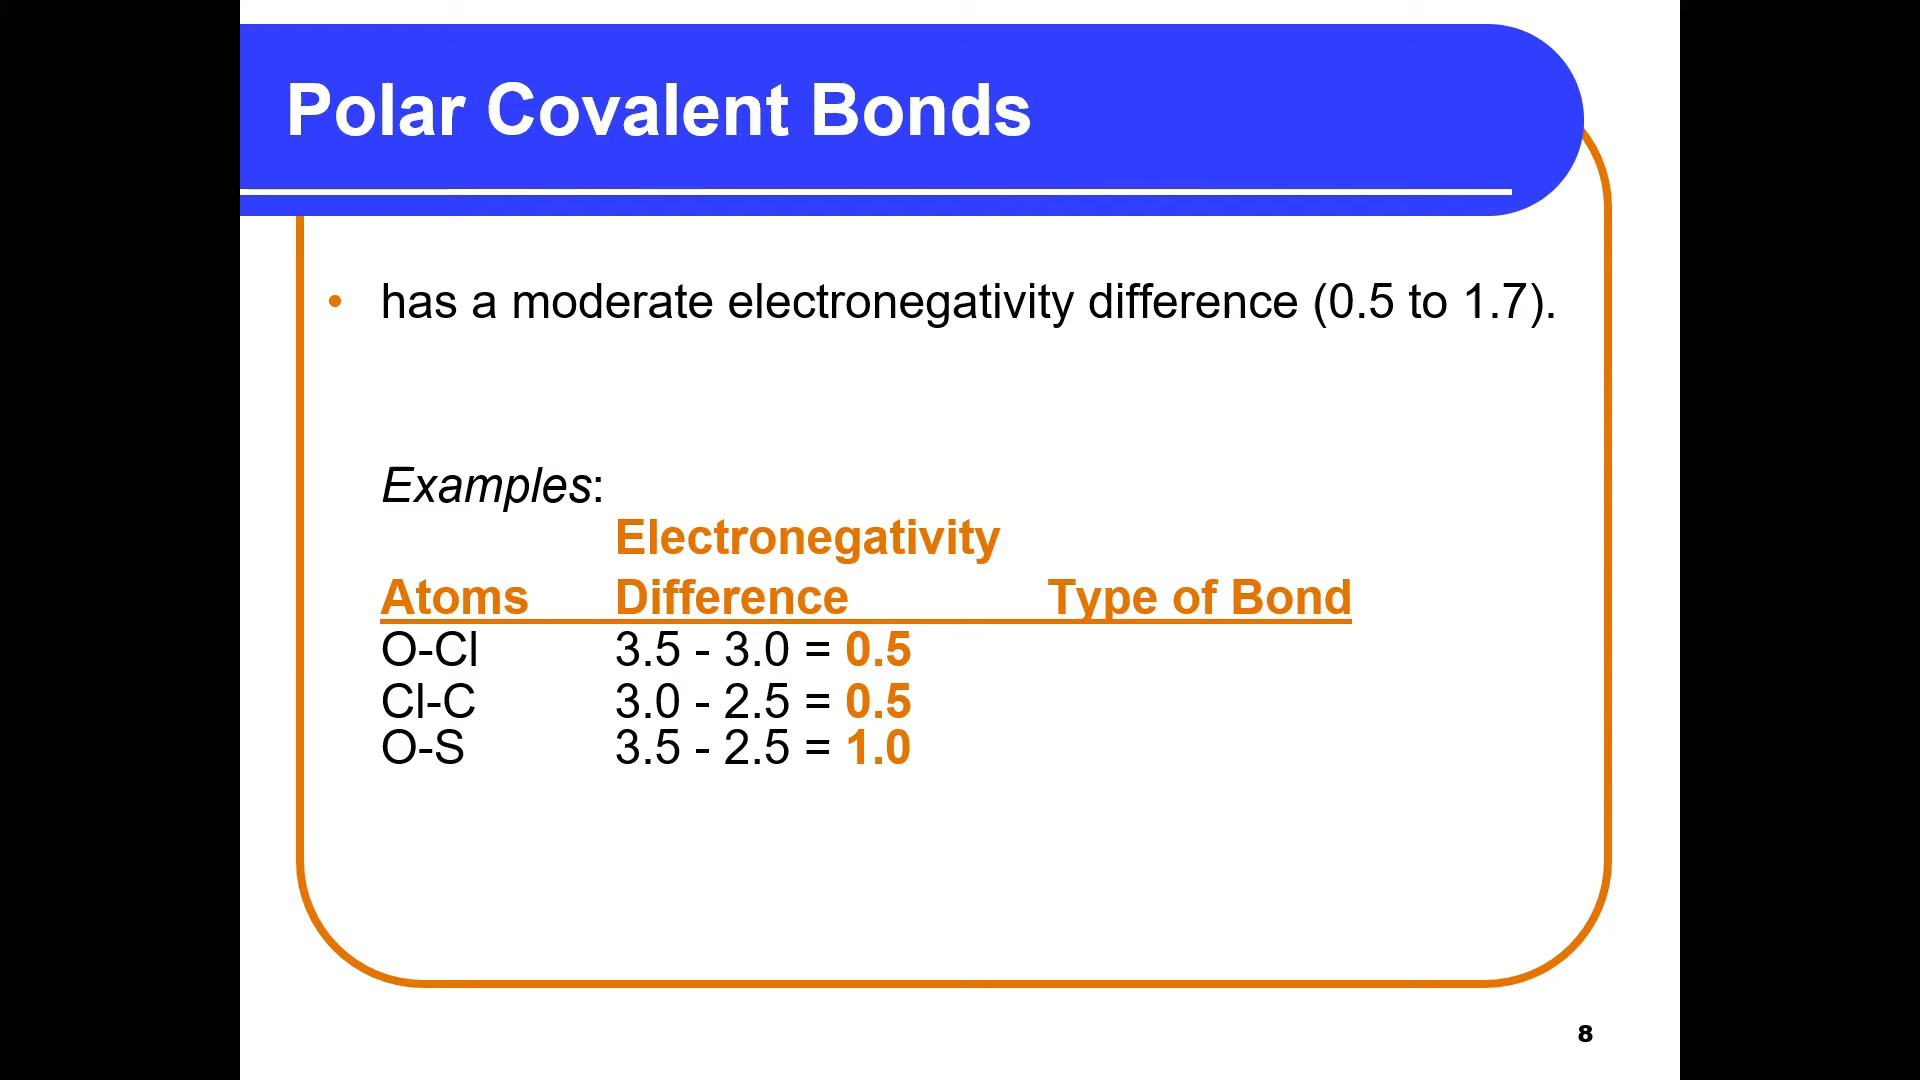 Polar Covalent Bonds
• has a moderate electronegativity difference (0.5 to 1.7).
Examples:
Electronegativity
Atoms Difference Type of Bond
O-Cl 3.5 - 3.0 = 0.5
Cl-C 3.0 - 2.5 = 0.5
O-S 3.5 - 2.5 = 1.0
8